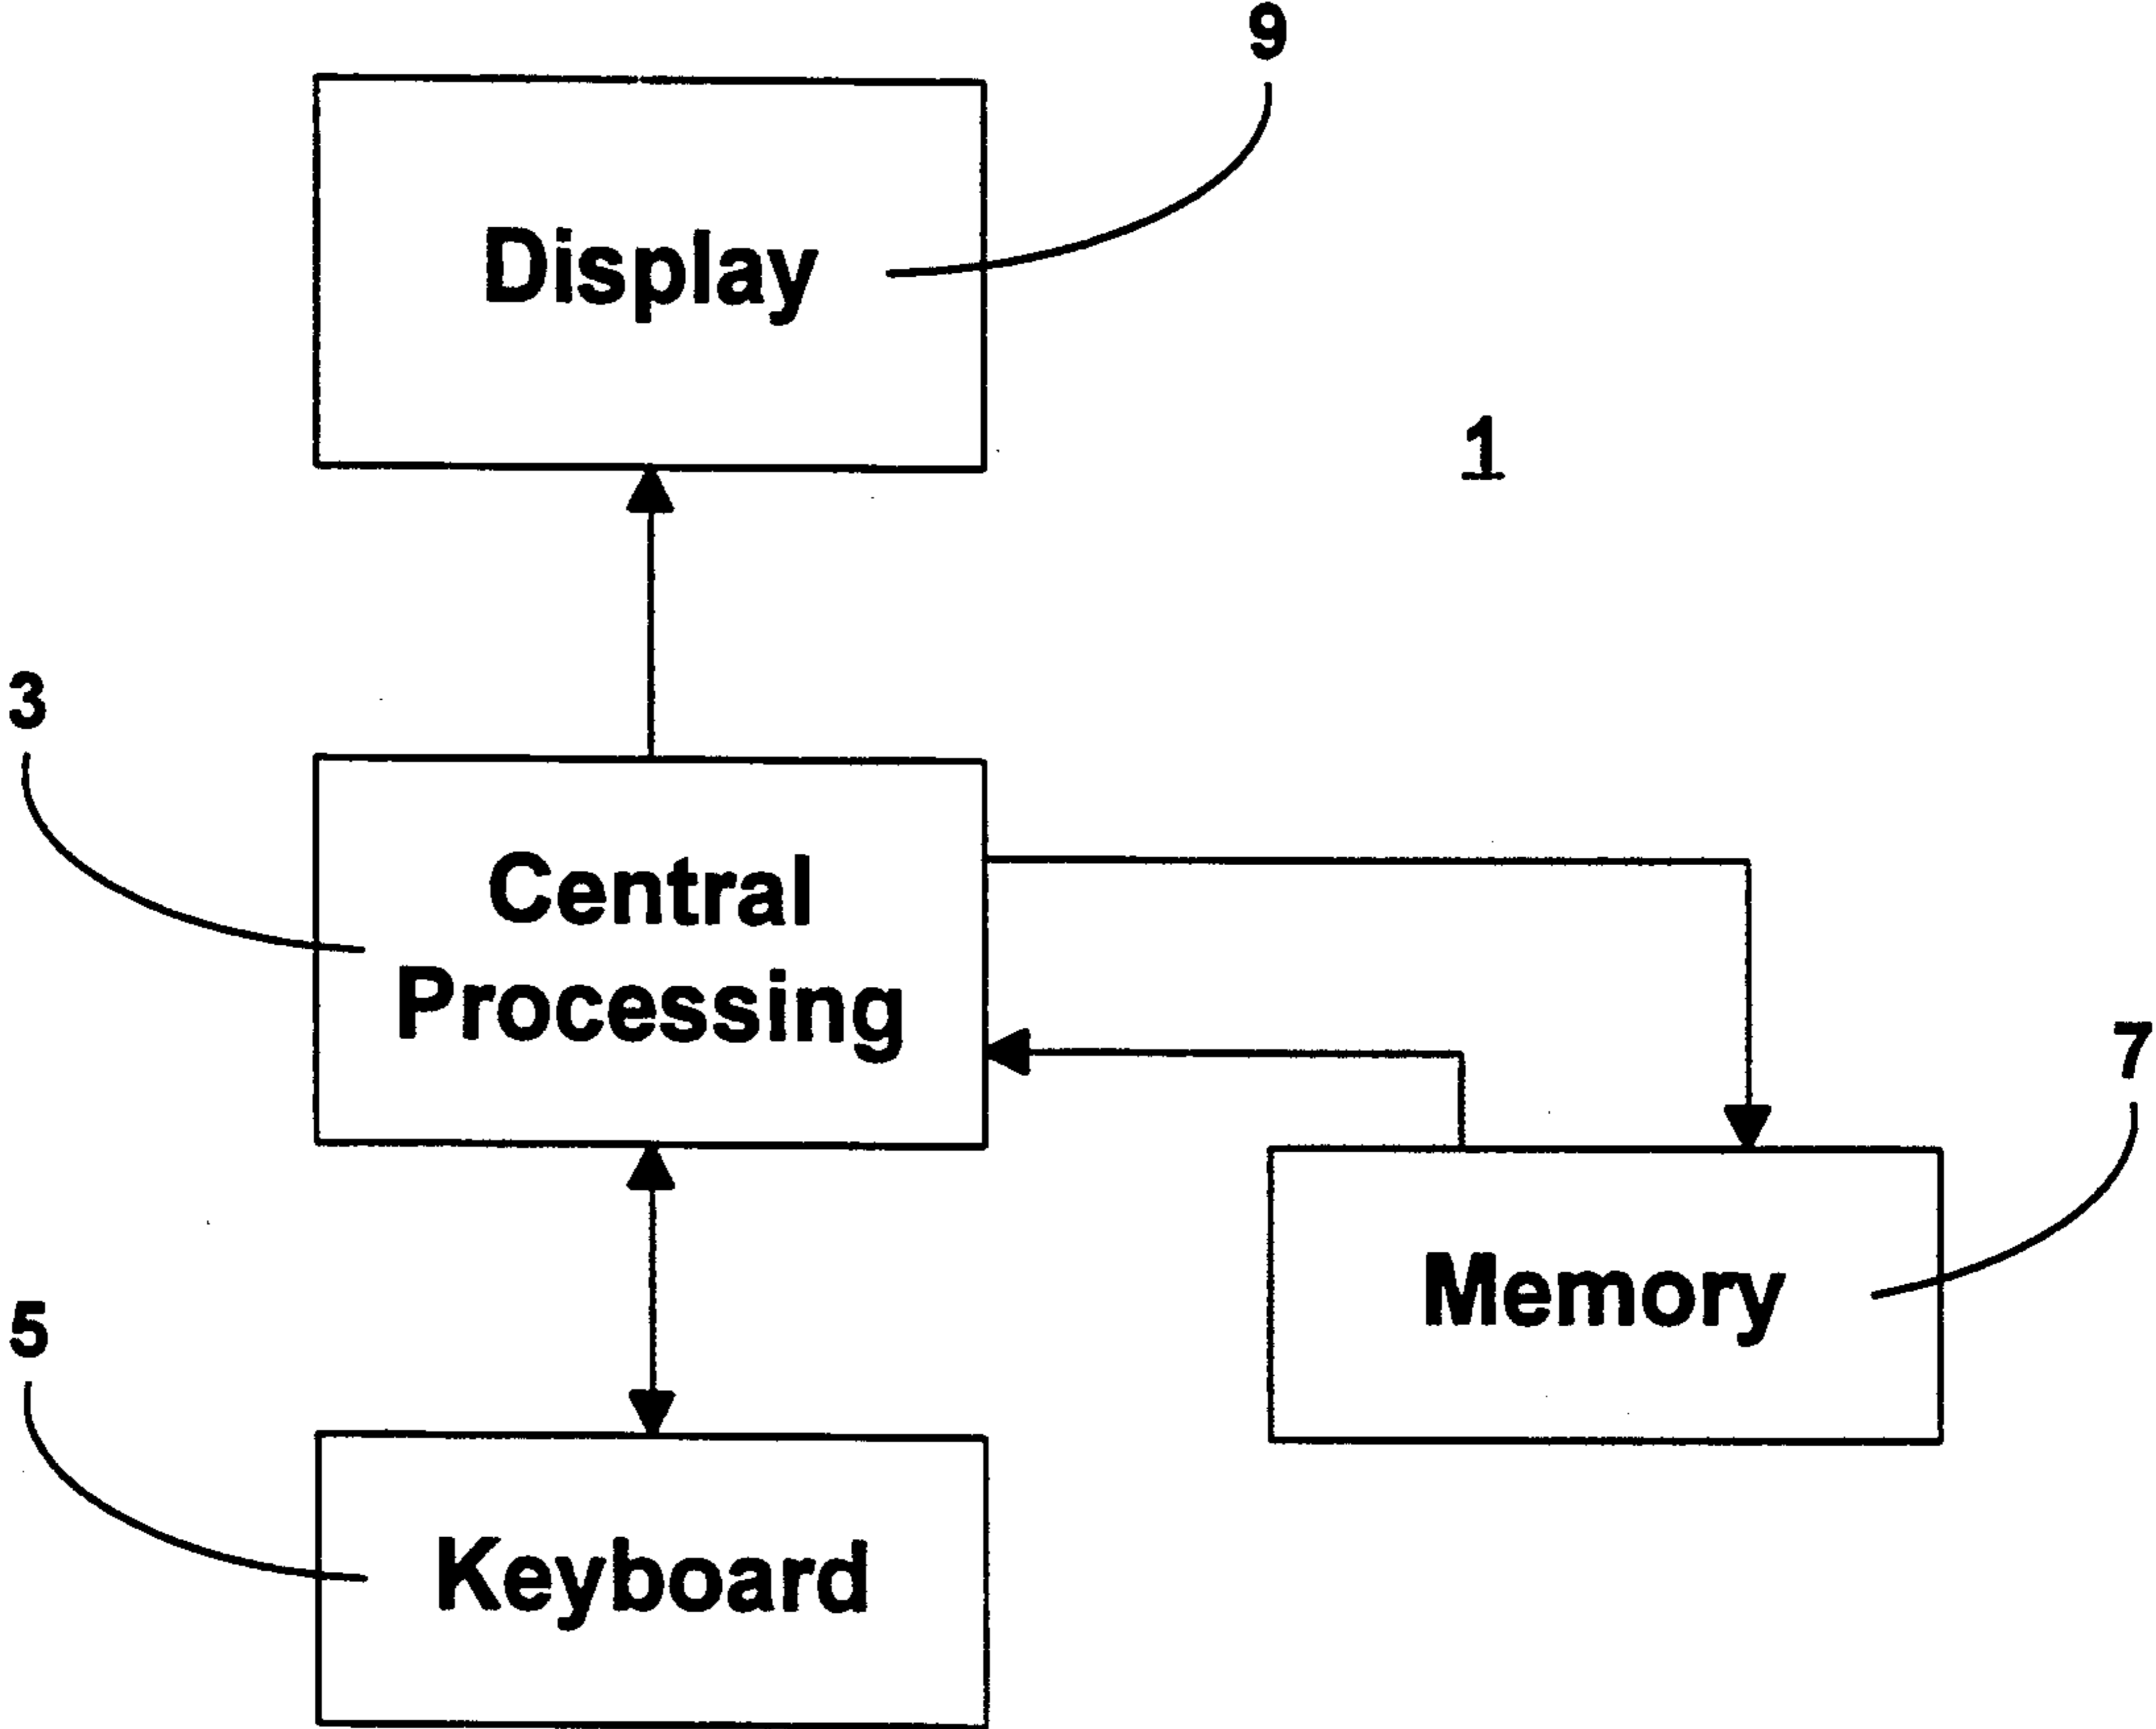 9
Display
1
3
Central
Processing
7
Memory
5
Keyboard